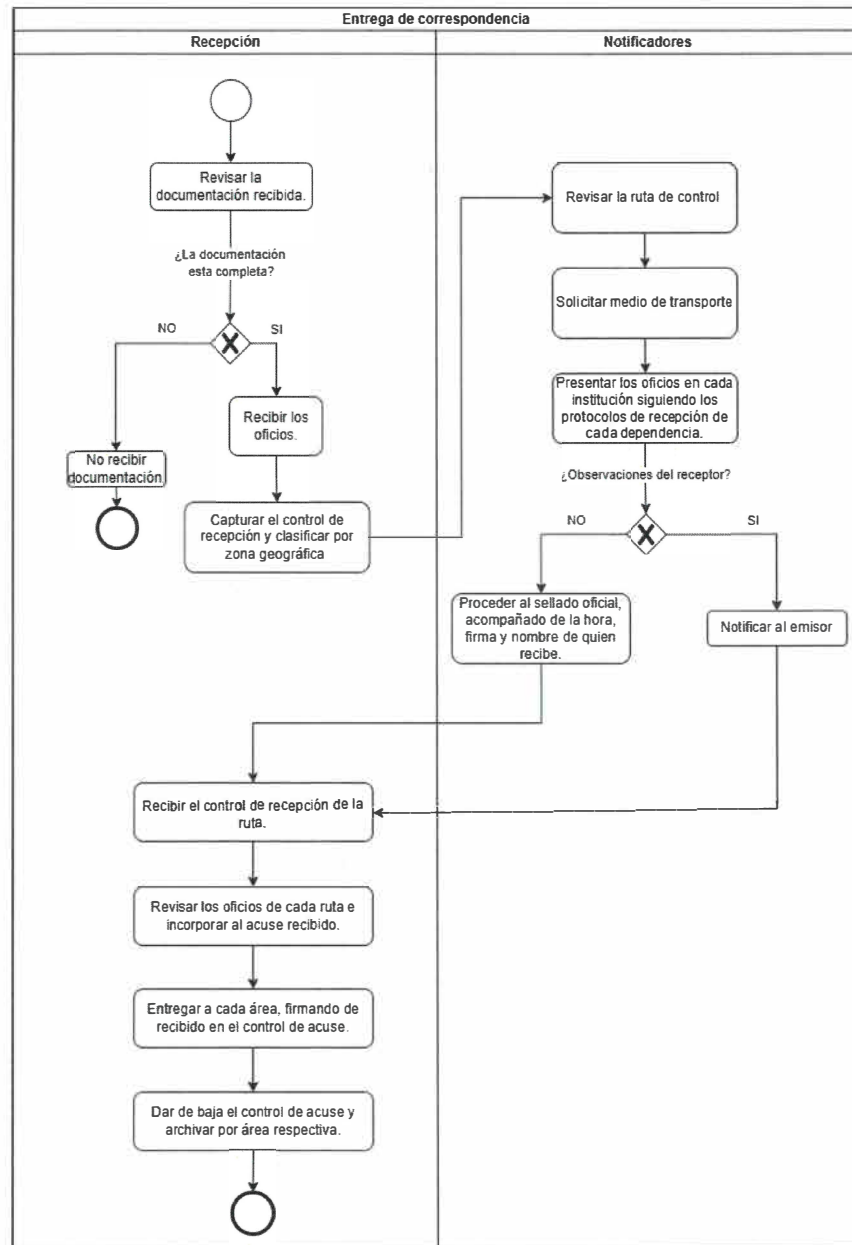 Entrega de correspondencia
Recepción
Notificadores
Revisar la
documentación recibida.
¿La documentación
esta completa?
NO
SI
Recibir los
oficios.
No recibir
documentación
Capturar el control de
recepción y clasificar por
zona geográfica
Revisar la ruta de control
Solicitar medio de transporte
Presentar los oficios en cada
institución siguiendo los
protocolos de recepción de
cada dependencia.
¿Observaciones del receptor?
NO
SI
Proceder al sellado oficial,
acompañado de la hora,
firma y nombre de quien
recibe.
Notificar al emisor
Recibir el control de recepción de la
ruta.
Revisar los oficios de cada ruta e
incorporar al acuse recibido.
Entregar a cada área, firmando de
recibido en el control de acuse.
Dar de baja el control de acuse y
archivar por área respectiva.